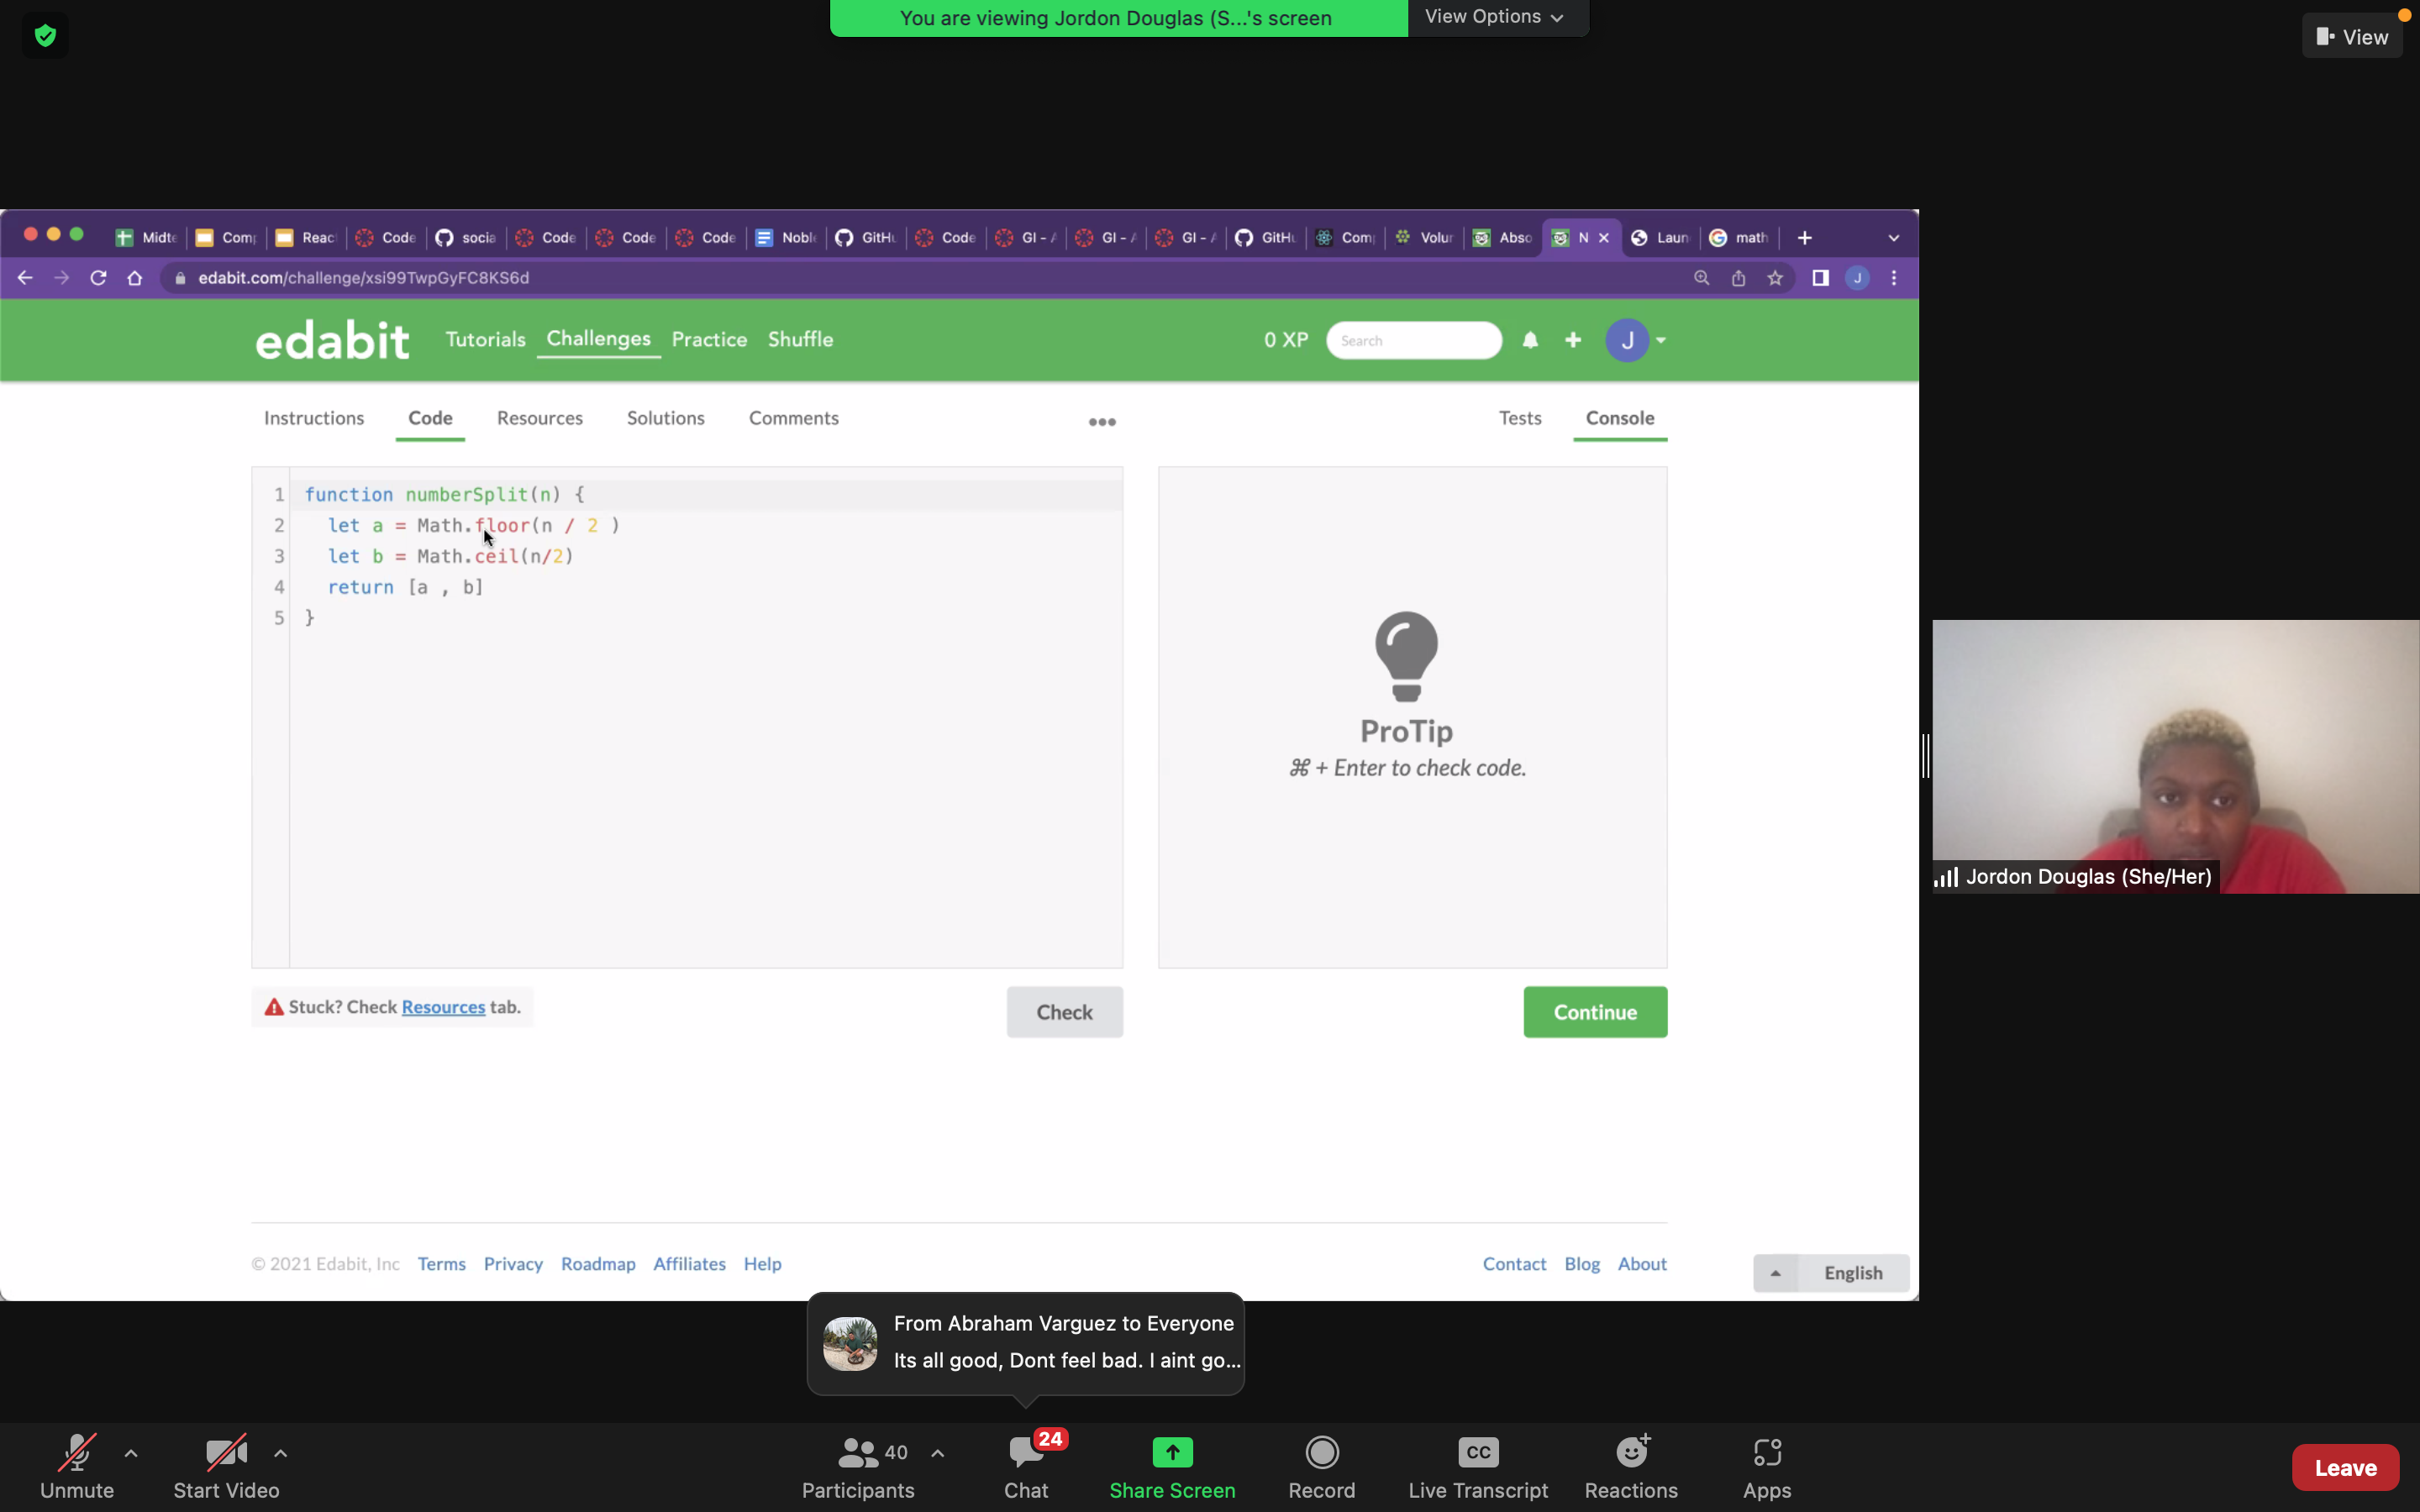 You are viewing Jordon Douglas (S...'s screen
View Options
View
Midte
Comp
Reac
Code
socia
Code
Code
Code
Noble
GitHu
Code
GI - A
GI - A
GI - A
GitHu
Com
Volun
Abso
N
Laun
math
edabit.com/challenge/xsi99TwpGyFC8KS6d
J
edabit
Tutorials
Challenges
Practice
Shuffle
0 XP
Search
J
Instructions
Code
Resources
Solutions
Comments
Tests
Console
1 function numberSplit(n) {
2 let a = Math.floor(n / 2 )
3 let b = Math.ceil(n/2)
4 return [a , b]
5 }
ProTip
⌘ + Enter to check code.
Stuck? Check Resources tab.
Check
Continue
Jordon Douglas (She/Her)
© 2021 Edabit, Inc
Terms
Privacy
Roadmap
Affiliates
Help
Contact
Blog
About
English
From Abraham Varguez to Everyone
Its all good, Dont feel bad. I aint go...
Unmute
Start Video
40
Participants
24
Chat
Share Screen
Record
CC
Live Transcript
Reactions
Apps
Leave